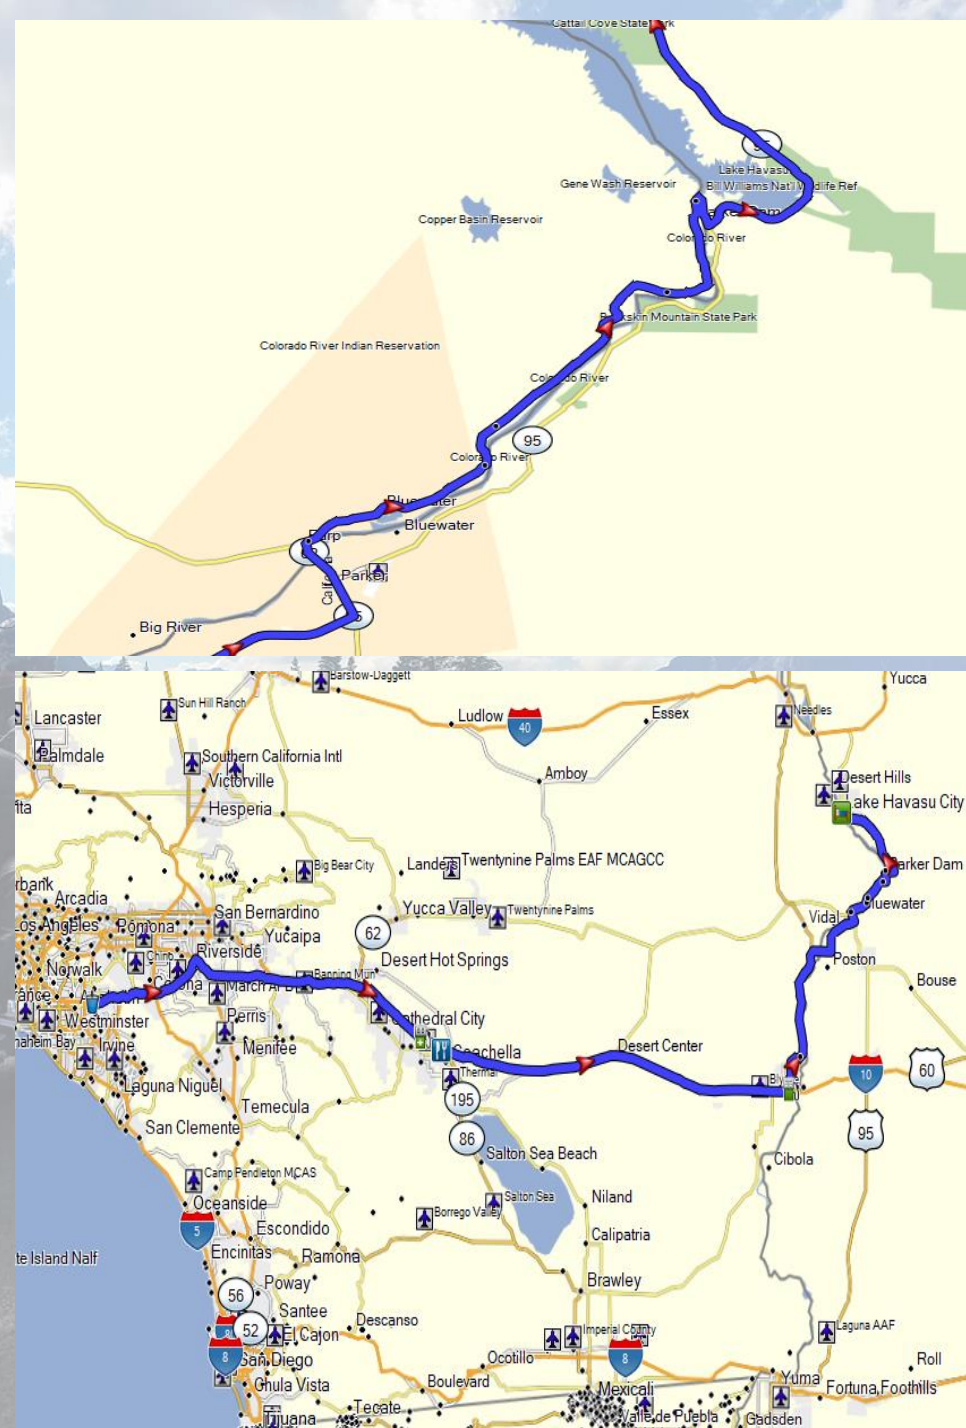 Cattail Cove State Park
95
Lake Havasu
Gene Wash Reservoir
Bill Williams Nat'l Wildlife Ref
Copper Basin Reservoir
Colorado River
Buckskin Mountain State Park
Colorado River Indian Reservation
Colorado River
95
Colorado River
Bluewater
Bluewater
Earp
Parker
Big River
Yucca
Barstow-Daggett
Sun Hill Ranch
Needles
Lancaster
Ludlow
40
Essex
Palmdale
Southern California Intl
Victorville
Amboy
Desert Hills
Hesperia
Lake Havasu City
Big Bear City
Landers
Twentynine Palms EAF MCAGCC
Parker Dam
Arcadia
Bluewater
Yucca Valley
Twentynine Palms
San Bernardino
Vidal
Los Angeles
Pomona
62
Yucaipa
Riverside
Chino
Desert Hot Springs
Poston
Norwalk
Corona
Banning Muni
Bouse
Perris
Cathedral City
Westminster
Irvine
Menifee
Coachella
Desert Center
Thermal
10
60
Laguna Niguel
195
Temecula
95
San Clemente
86
Salton Sea Beach
Cibola
Camp Pendleton MCAS
Salton Sea
Niland
Oceanside
Borrego Valley
5
Escondido
Calipatria
Encinitas
Ramona
te Island Nalf
Poway
Brawley
56
Santee
52
Descanso
El Cajon
Imperial County
Laguna AAF
8
San Diego
Ocotillo
8
Roll
Chula Vista
Boulevard
Mexicali
Yuma
Fortuna Foothills
Tecate
Tijuana
Valle de Puebla
Gadsden